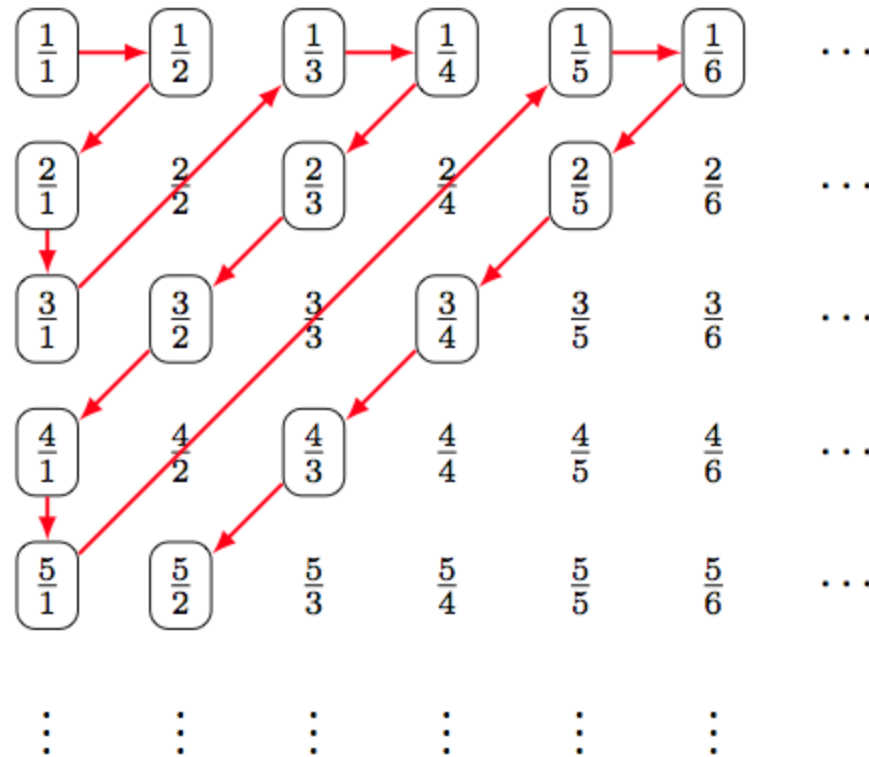 1/1 1/2 1/3 1/4 1/5 1/6 ⋯
2/1 2/2 2/3 2/4 2/5 2/6 ⋯
3/1 3/2 3/3 3/4 3/5 3/6 ⋯
4/1 4/2 4/3 4/4 4/5 4/6 ⋯
5/1 5/2 5/3 5/4 5/5 5/6 ⋯
⋮ ⋮ ⋮ ⋮ ⋮ ⋮